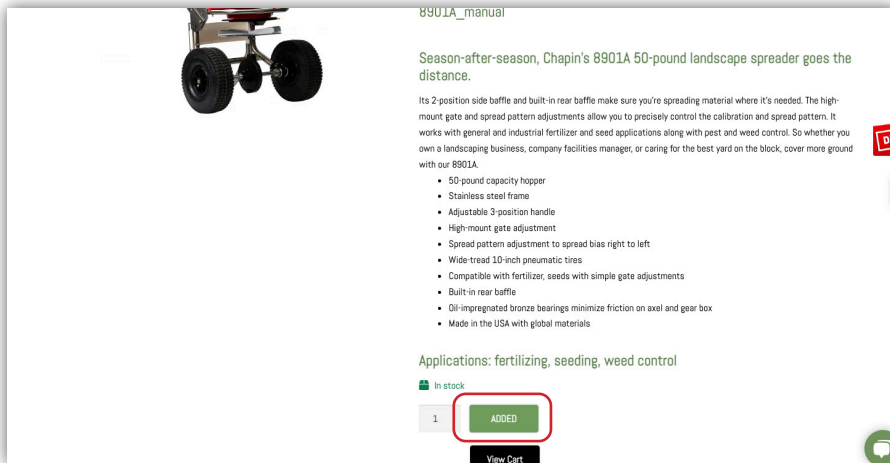 8901A_manual
Season-after-season, Chapin's 8901A 50-pound landscape spreader goes the
distance.
Its 2-position side baffle and built-in rear baffle make sure you're spreading material where it's needed. The high-
mount gate and spread pattern adjustments allow you to precisely control the calibration and spread pattern. It
works with general and industrial fertilizer and seed applications along with pest and weed control. So whether you
own a landscaping business, company facilities manager, or caring for the best yard on the block, cover more ground
with our 8901A.
• 50-pound capacity hopper
• Stainless steel frame
• Adjustable 3-position handle
• High-mount gate adjustment
• Spread pattern adjustment to spread bias right to left
• Wide-tread 10-inch pneumatic tires
• Compatible with fertilizer, seeds with simple gate adjustments
• Built-in rear baffle
• Oil-impregnated bronze bearings minimize friction on axel and gear box
• Made in the USA with global materials
Applications: fertilizing, seeding, weed control
In stock
1 ADDED
View Cart